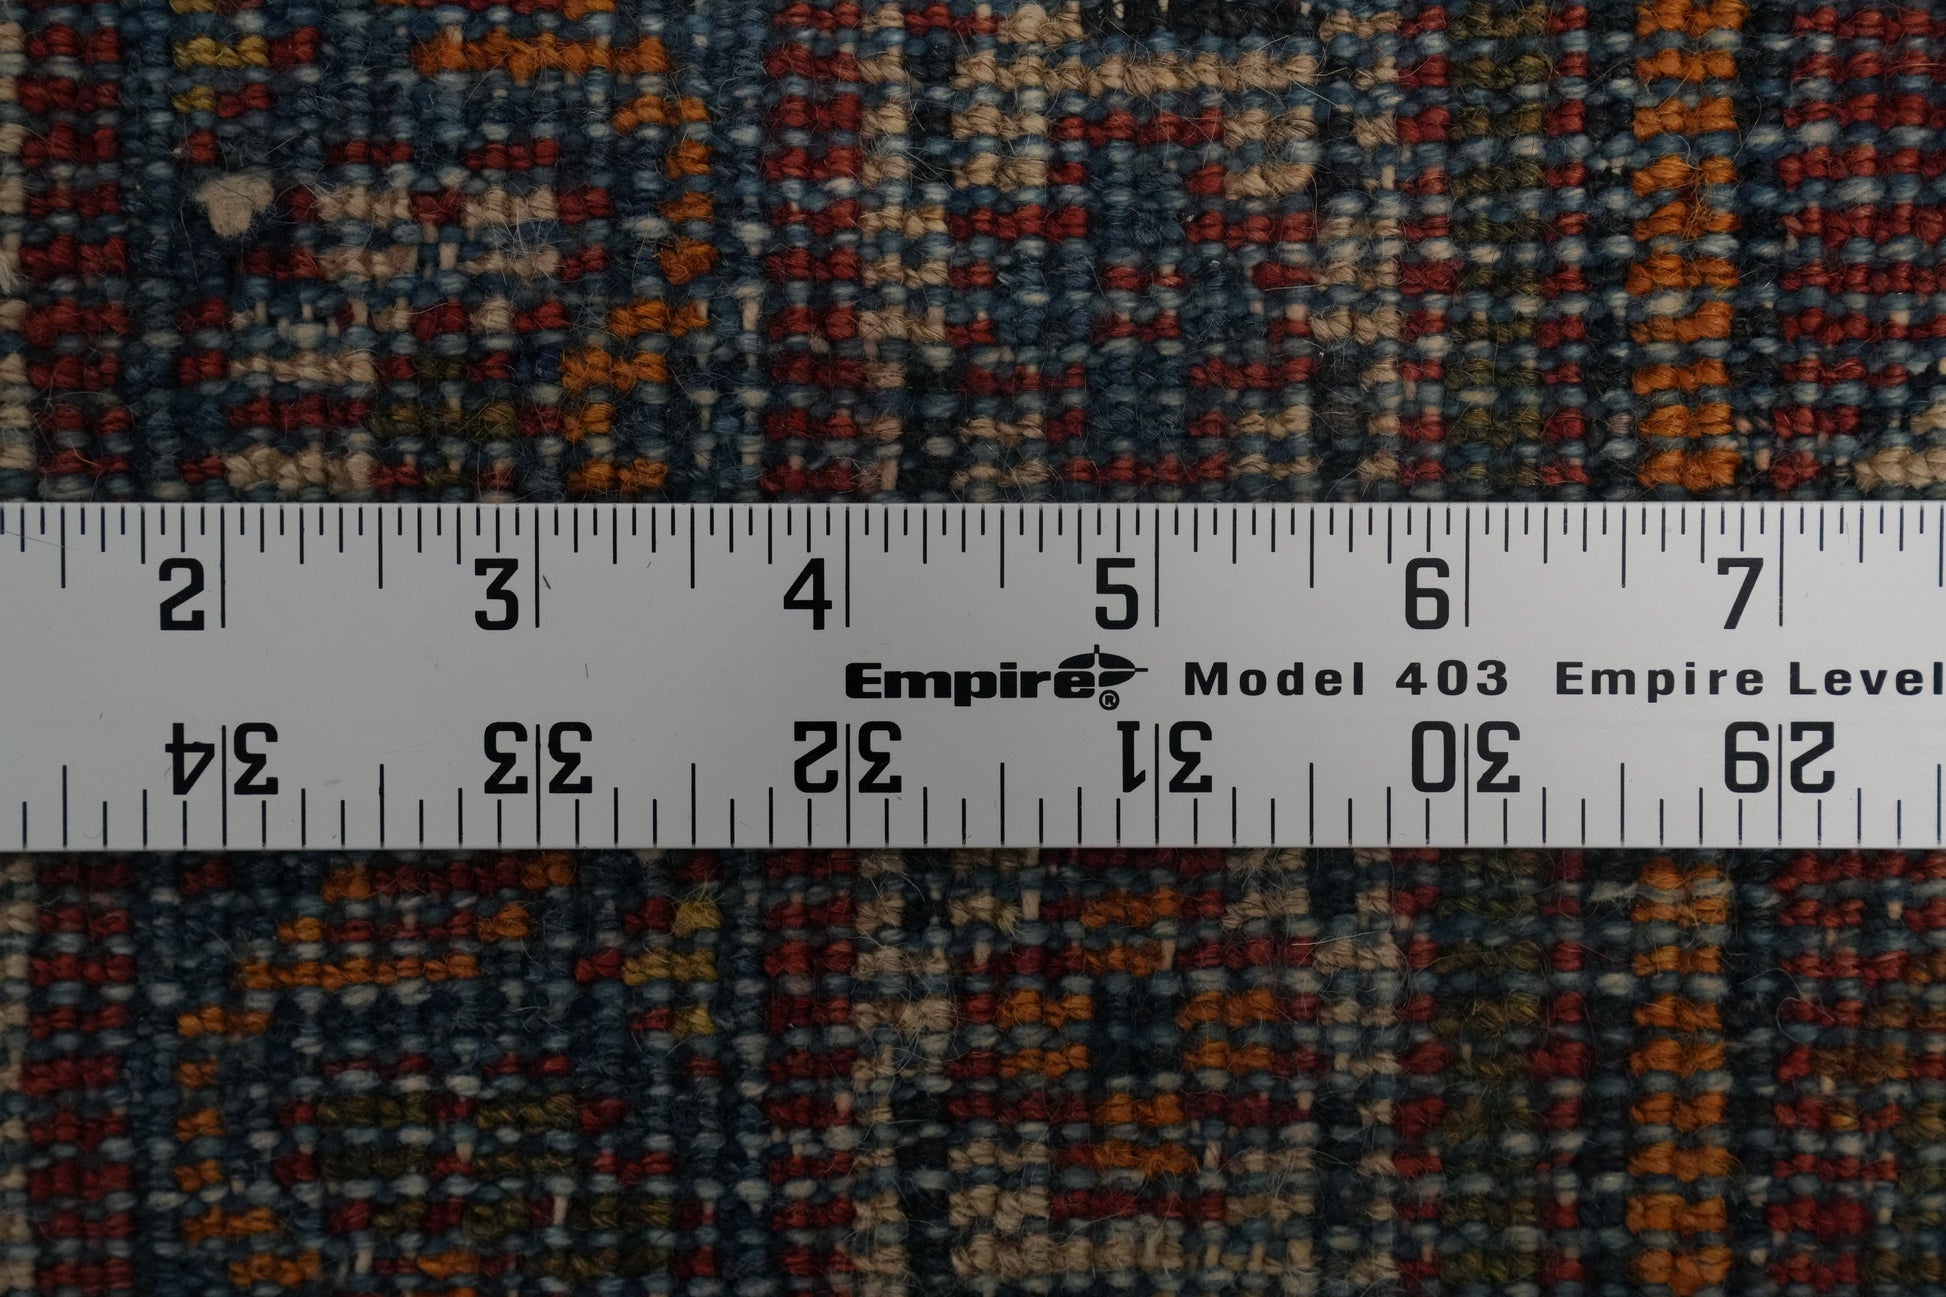 2 3 4 5 6 7
Empire® Model 403 Empire Level
34 33 32 31 30 29